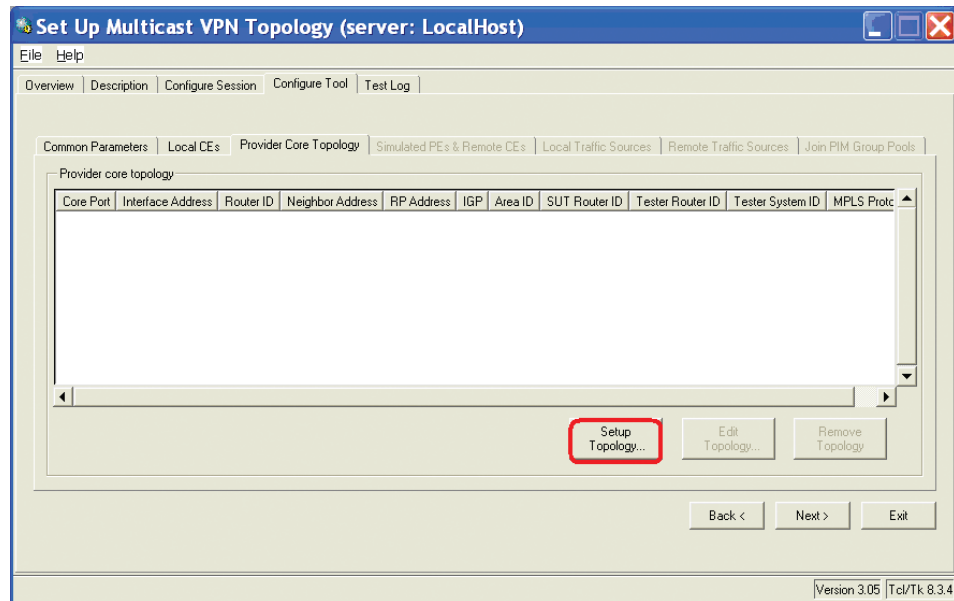 Set Up Multicast VPN Topology (server: LocalHost)
File Help
Overview Description Configure Session Configure Tool Test Log
Common Parameters Local CEs Provider Core Topology Simulated PEs & Remote CEs Local Traffic Sources Remote Traffic Sources Join PIM Group Pools
Provider core topology
Core Port Interface Address Router ID Neighbor Address RP Address IGP Area ID SUT Router ID Tester Router ID Tester System ID MPLS Protc
Setup
Topology...
Edit
Topology...
Remove
Topology
Back < Next > Exit
Version 3.05 Tcl/Tk 8.3.4